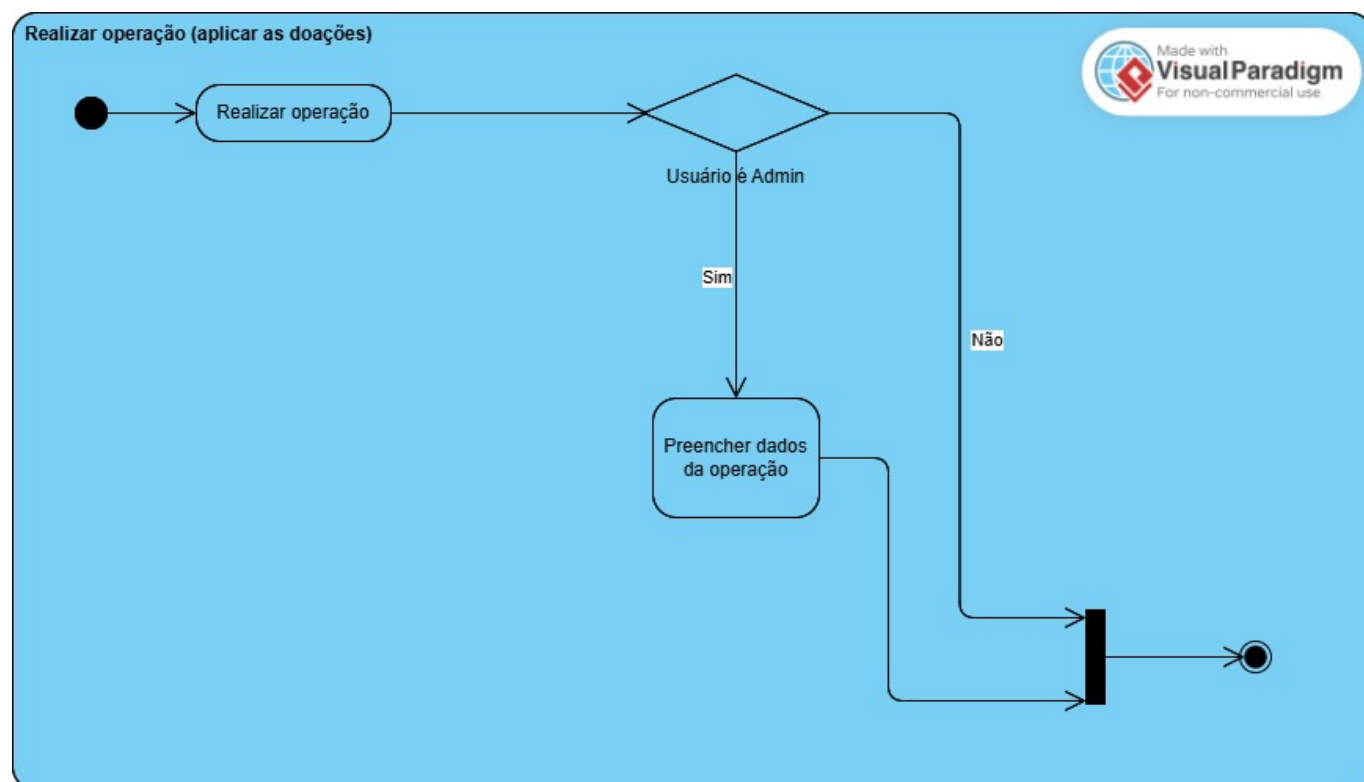 Realizar operação (aplicar as doações)
Made with
Visual Paradigm
For non-commercial use
Realizar operação
Usuário é Admin
Sim
Não
Preencher dados
da operação